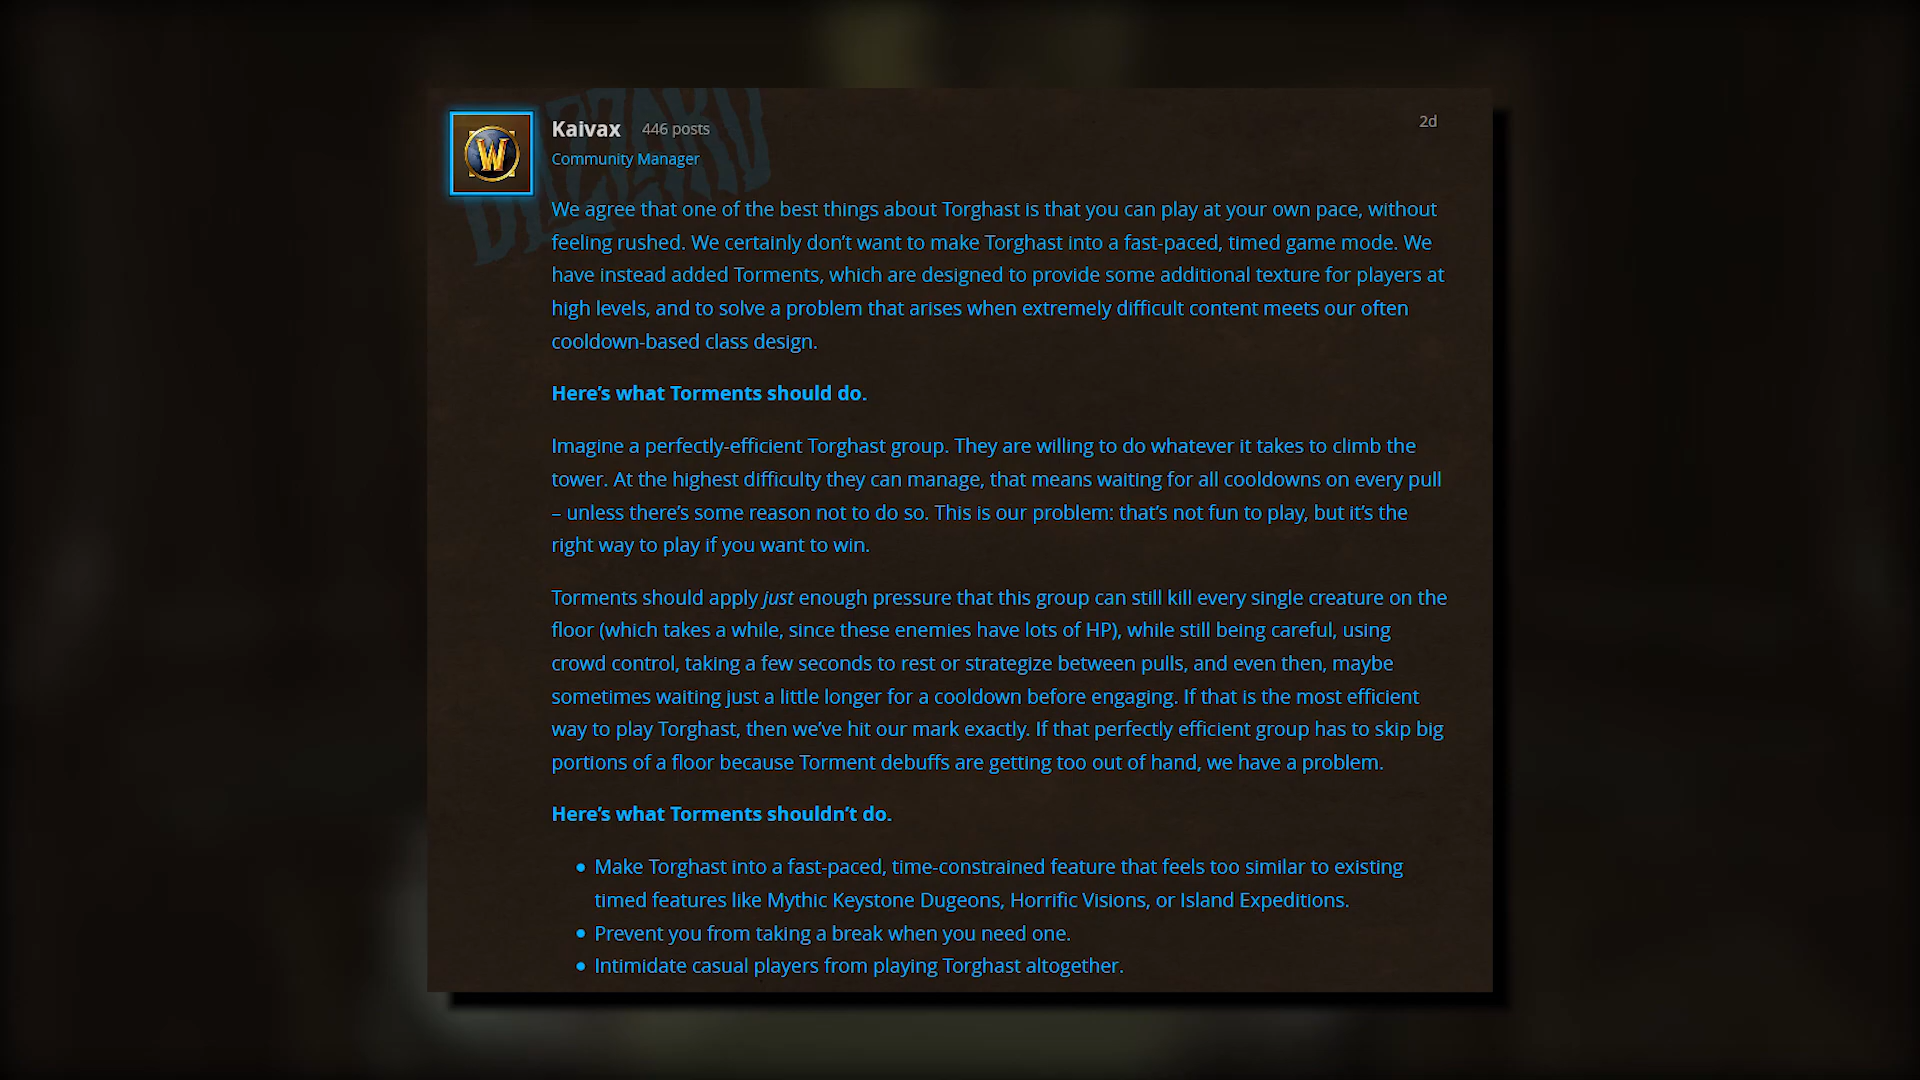 BLIZZARD
Kaivax 446 posts 2d
Community Manager
We agree that one of the best things about Torghast is that you can play at your own pace, without
feeling rushed. We certainly don’t want to make Torghast into a fast-paced, timed game mode. We
have instead added Torments, which are designed to provide some additional texture for players at
high levels, and to solve a problem that arises when extremely difficult content meets our often
cooldown-based class design.
Here’s what Torments should do.
Imagine a perfectly-efficient Torghast group. They are willing to do whatever it takes to climb the
tower. At the highest difficulty they can manage, that means waiting for all cooldowns on every pull
– unless there’s some reason not to do so. This is our problem: that’s not fun to play, but it’s the
right way to play if you want to win.
Torments should apply just enough pressure that this group can still kill every single creature on the
floor (which takes a while, since these enemies have lots of HP), while still being careful, using
crowd control, taking a few seconds to rest or strategize between pulls, and even then, maybe
sometimes waiting just a little longer for a cooldown before engaging. If that is the most efficient
way to play Torghast, then we’ve hit our mark exactly. If that perfectly efficient group has to skip big
portions of a floor because Torment debuffs are getting too out of hand, we have a problem.
Here’s what Torments shouldn’t do.
• Make Torghast into a fast-paced, time-constrained feature that feels too similar to existing
timed features like Mythic Keystone Dugeons, Horrific Visions, or Island Expeditions.
• Prevent you from taking a break when you need one.
• Intimidate casual players from playing Torghast altogether.